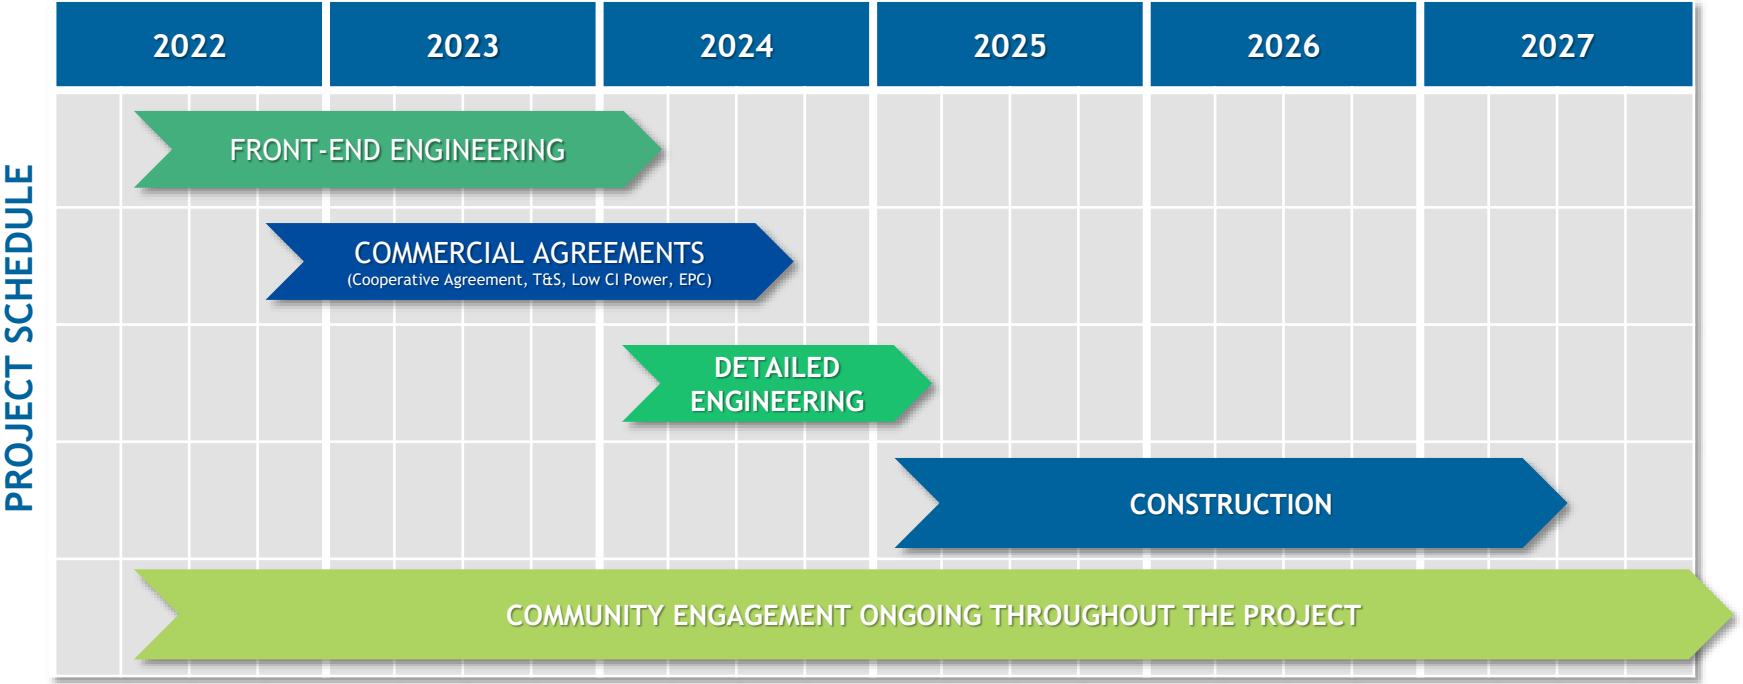 2022 2023 2024 2025 2026 2027
PROJECT SCHEDULE
FRONT-END ENGINEERING
COMMERCIAL AGREEMENTS
(Cooperative Agreement, T&S, Low CI Power, EPC)
DETAILED
ENGINEERING
CONSTRUCTION
COMMUNITY ENGAGEMENT ONGOING THROUGHOUT THE PROJECT